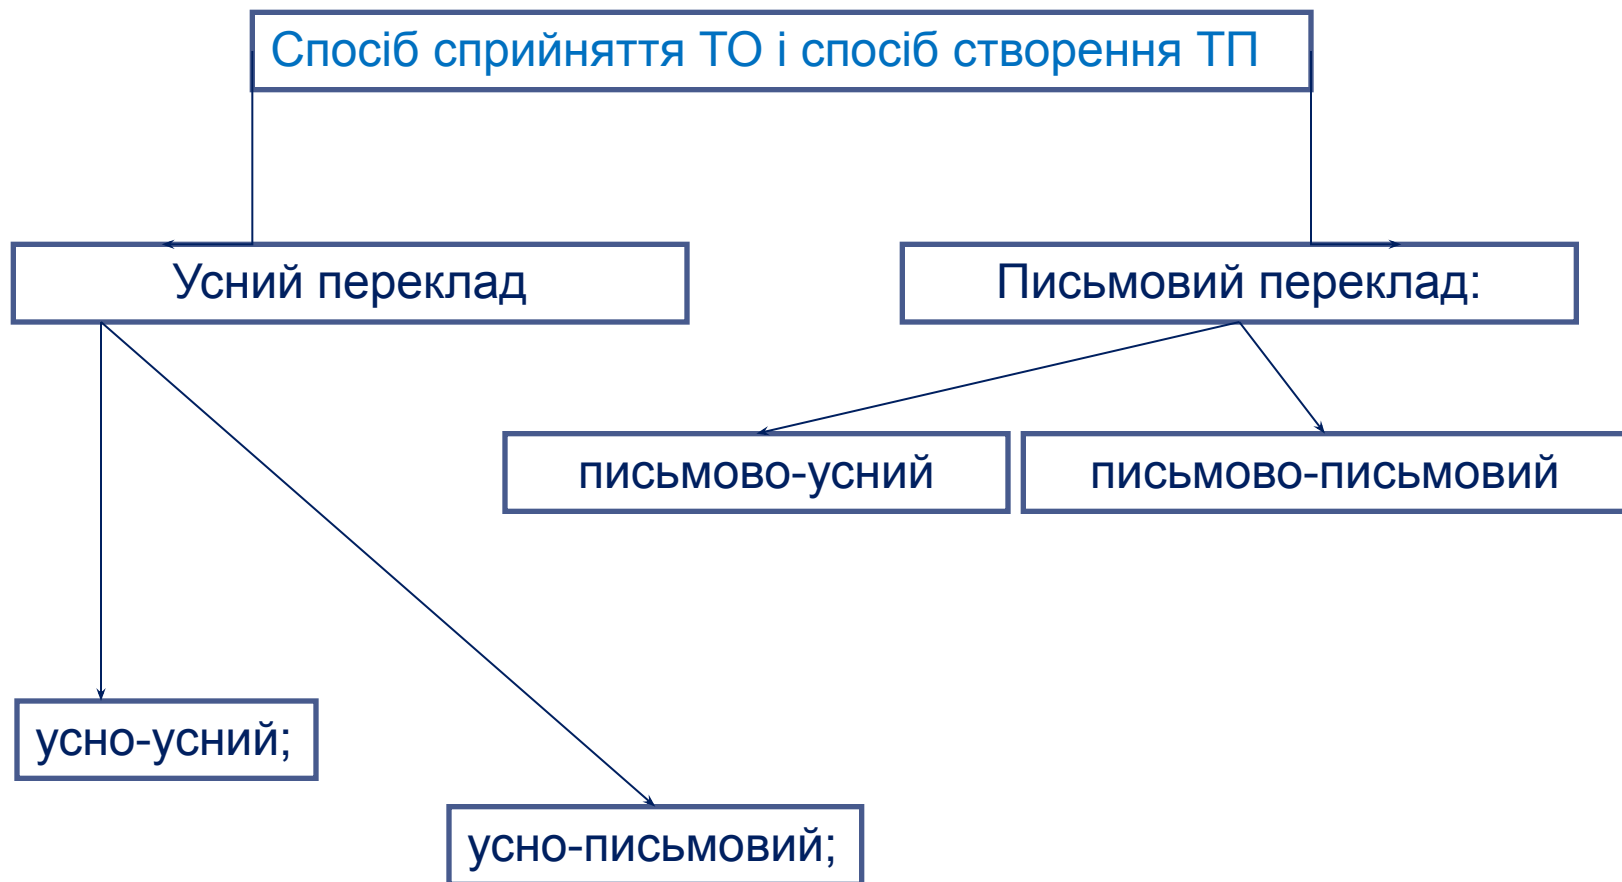 Спосіб сприйняття ТО і спосіб створення ТП
Усний переклад
Письмовий переклад:
письмово-усний
письмово-письмовий
усно-усний;
усно-письмовий;